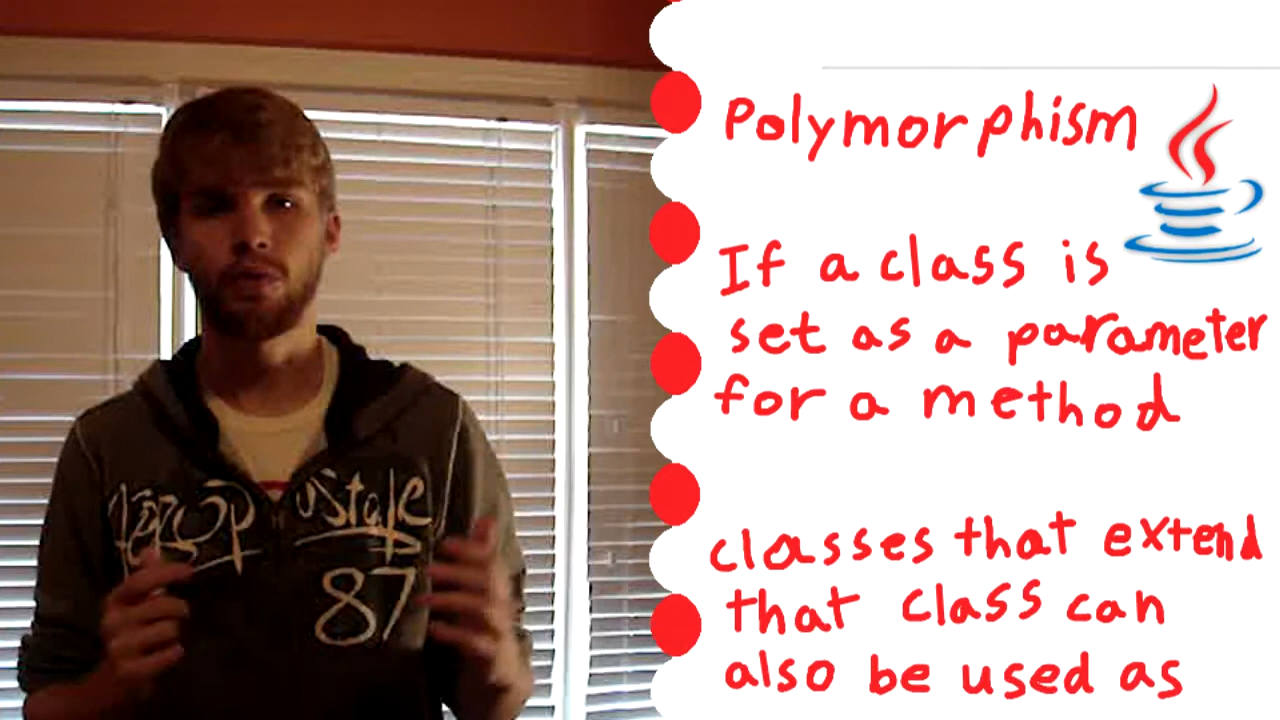 Polymorphism
If a class is
set as a parameter
for a method
classes that extend
that class can
also be used as
87